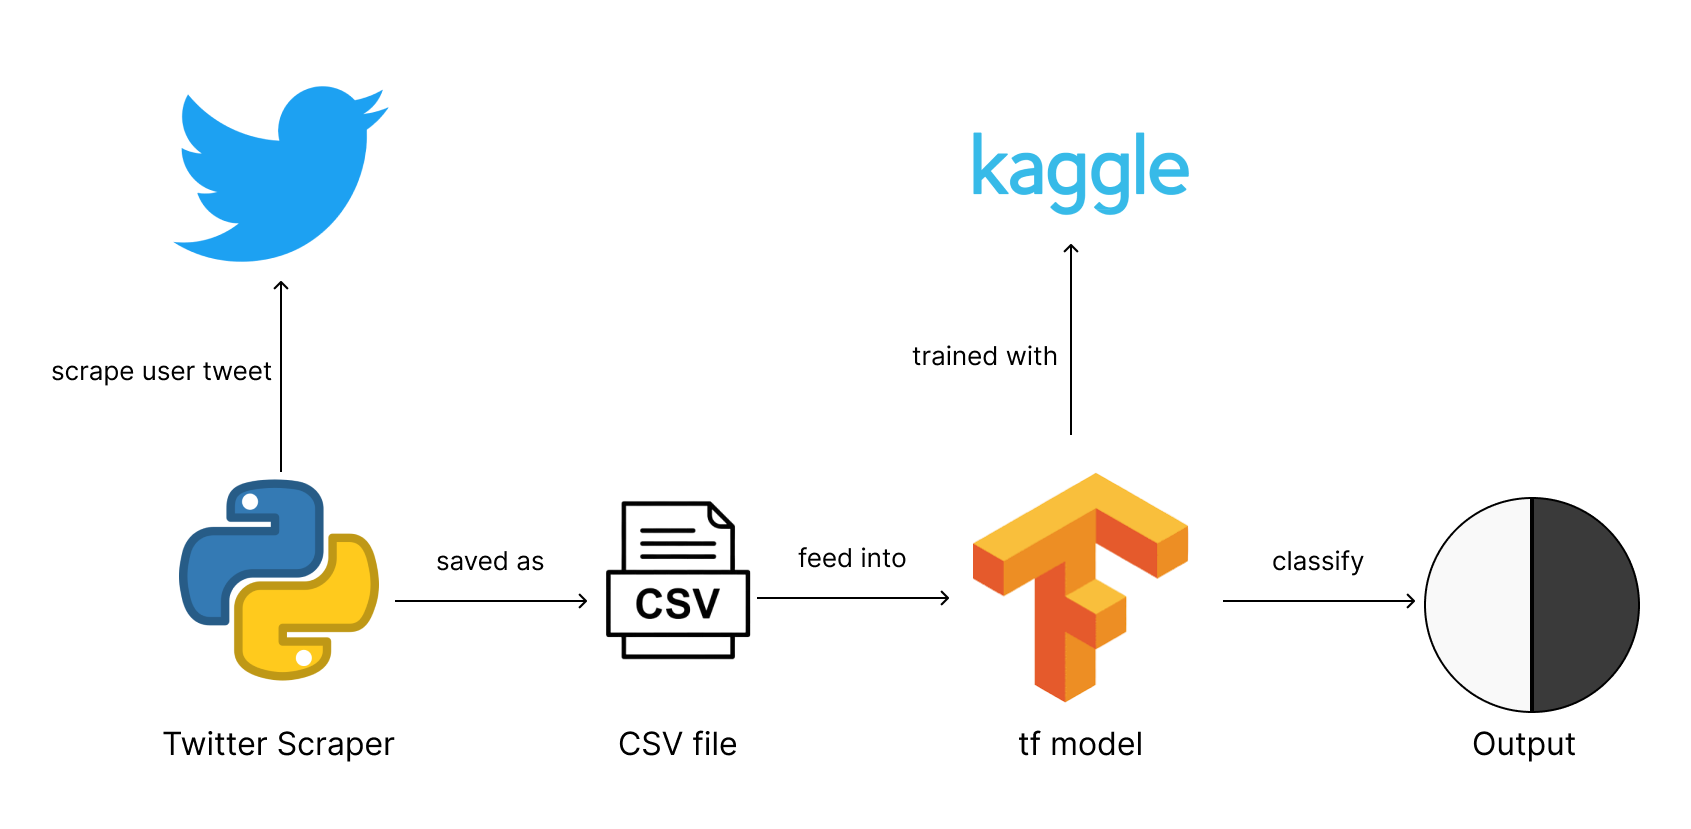 kaggle
scrape user tweet
trained with
saved as
CSV
feed into
classify
Twitter Scraper
CSV file
tf model
Output